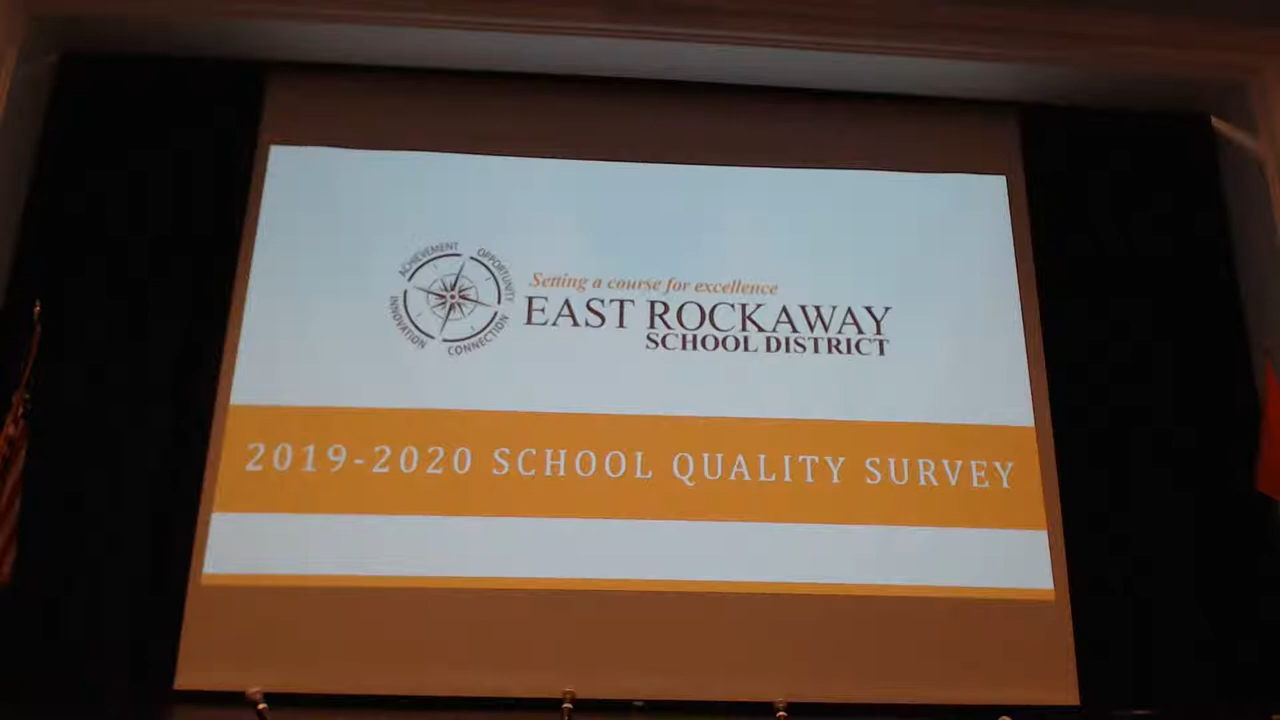 ACHIEVEMENT
OPPORTUNITY
INNOVATION
CONNECTION
Setting a course for excellence
EAST ROCKAWAY
SCHOOL DISTRICT
2019-2020 SCHOOL QUALITY SURVEY